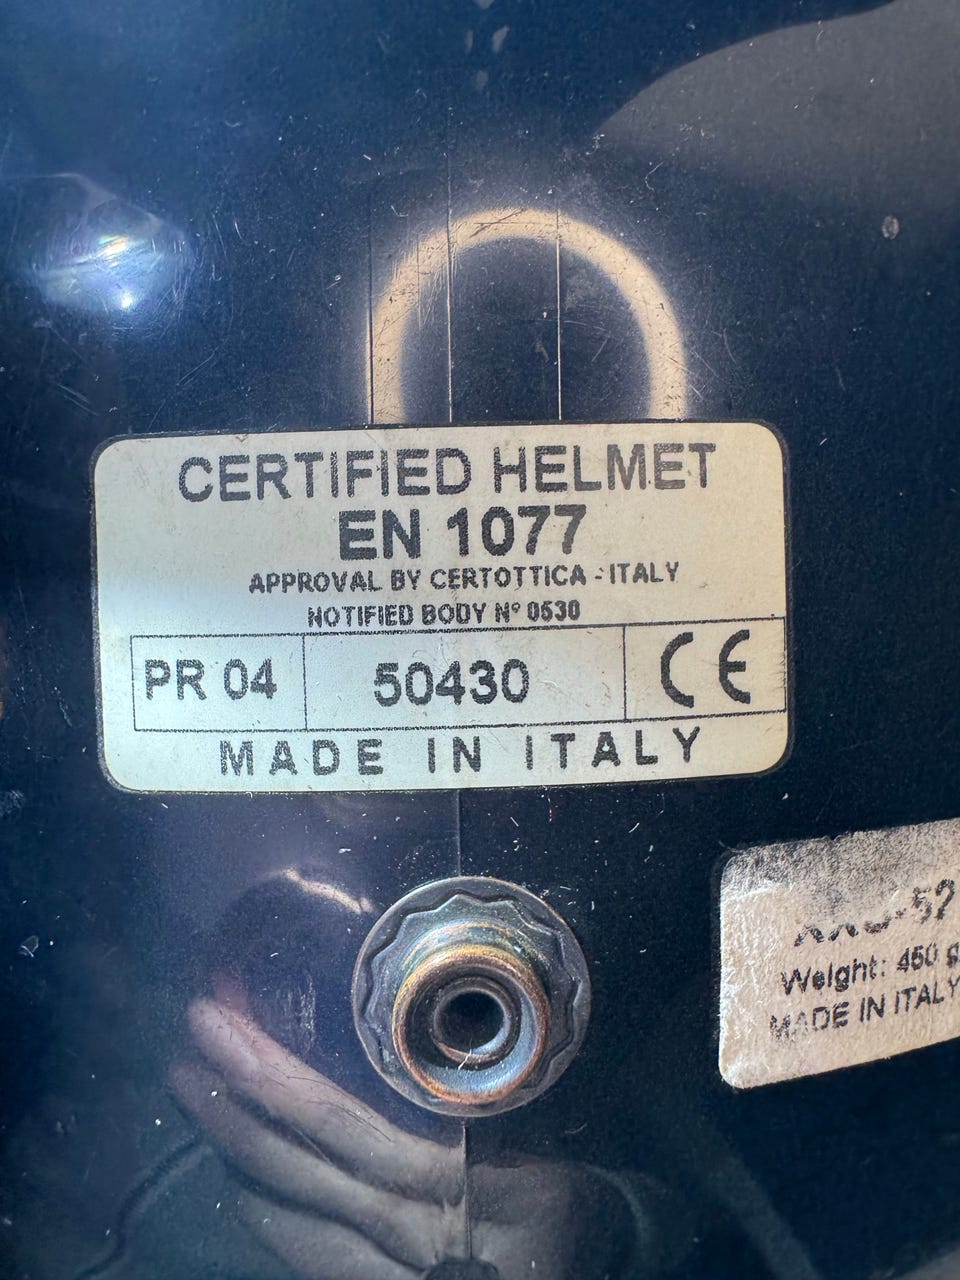 CERTIFIED HELMET
EN 1077
APPROVAL BY CERTOTTICA - ITALY
NOTIFIED BODY N° 0530
PR 04
50430
CE
MADE IN ITALY
Weight: 450 g
MADE IN ITALY